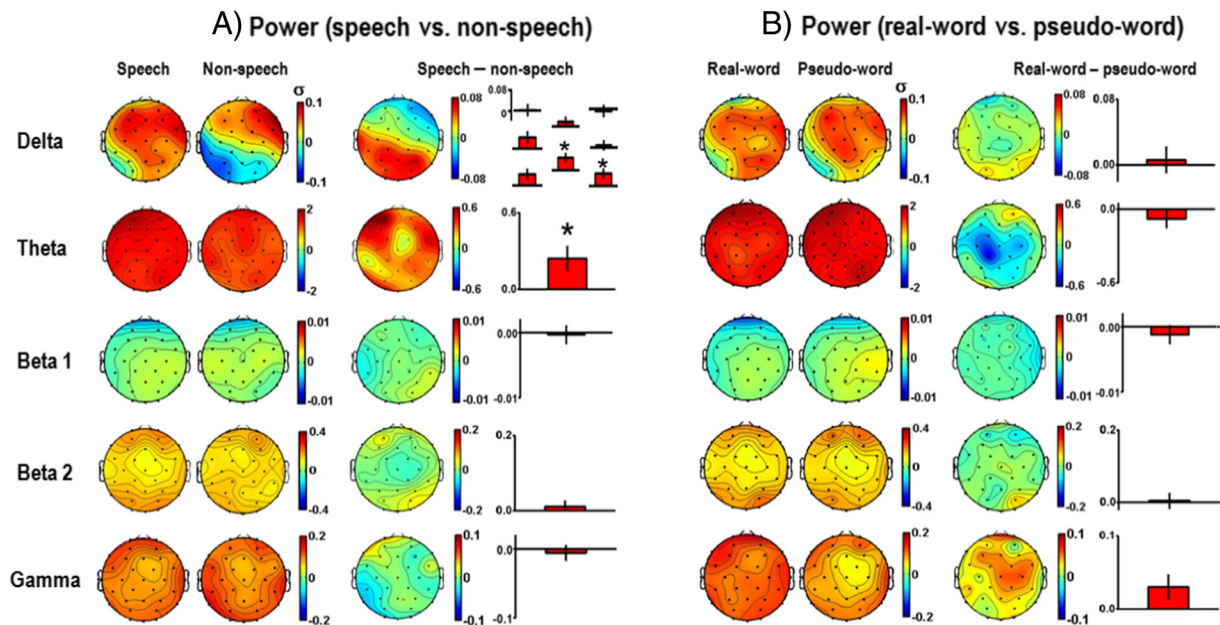 A) Power (speech vs. non-speech)
B) Power (real-word vs. pseudo-word)
Speech Non-speech Speech — non-speech
Real-word Pseudo-word Real-word – pseudo-word
Delta
σ 0.1 -0.1
0.08 -0.08
0.08 0
* *
σ 0.1 -0.1
0.08 0 -0.08
0.08 0.00
Theta
2 0 -2
0.6 0 -0.6
0.6 0.0
*
2 0 -2
0.6 0 -0.6
0.0 -0.6
Beta 1
0.01 0 -0.01
0.01 0 -0.01
0.00 -0.01
0.01 0 -0.01
0.01 0 -0.01
0.00 -0.01
Beta 2
0.4 0 -0.4
0.2 0 -0.2
0.2 0.0
0.4 0 -0.4
0.2 0 -0.2
0.2 0.0
Gamma
0.2 0 -0.2
0.1 0 -0.1
0.0 -0.1
0.2 0 -0.2
0.1 0 -0.1
0.1 0.0